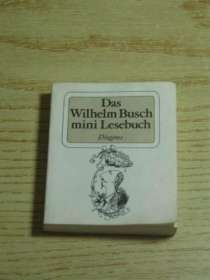 Das
Wilhelm Busch
mini Lesebuch
Diogenes